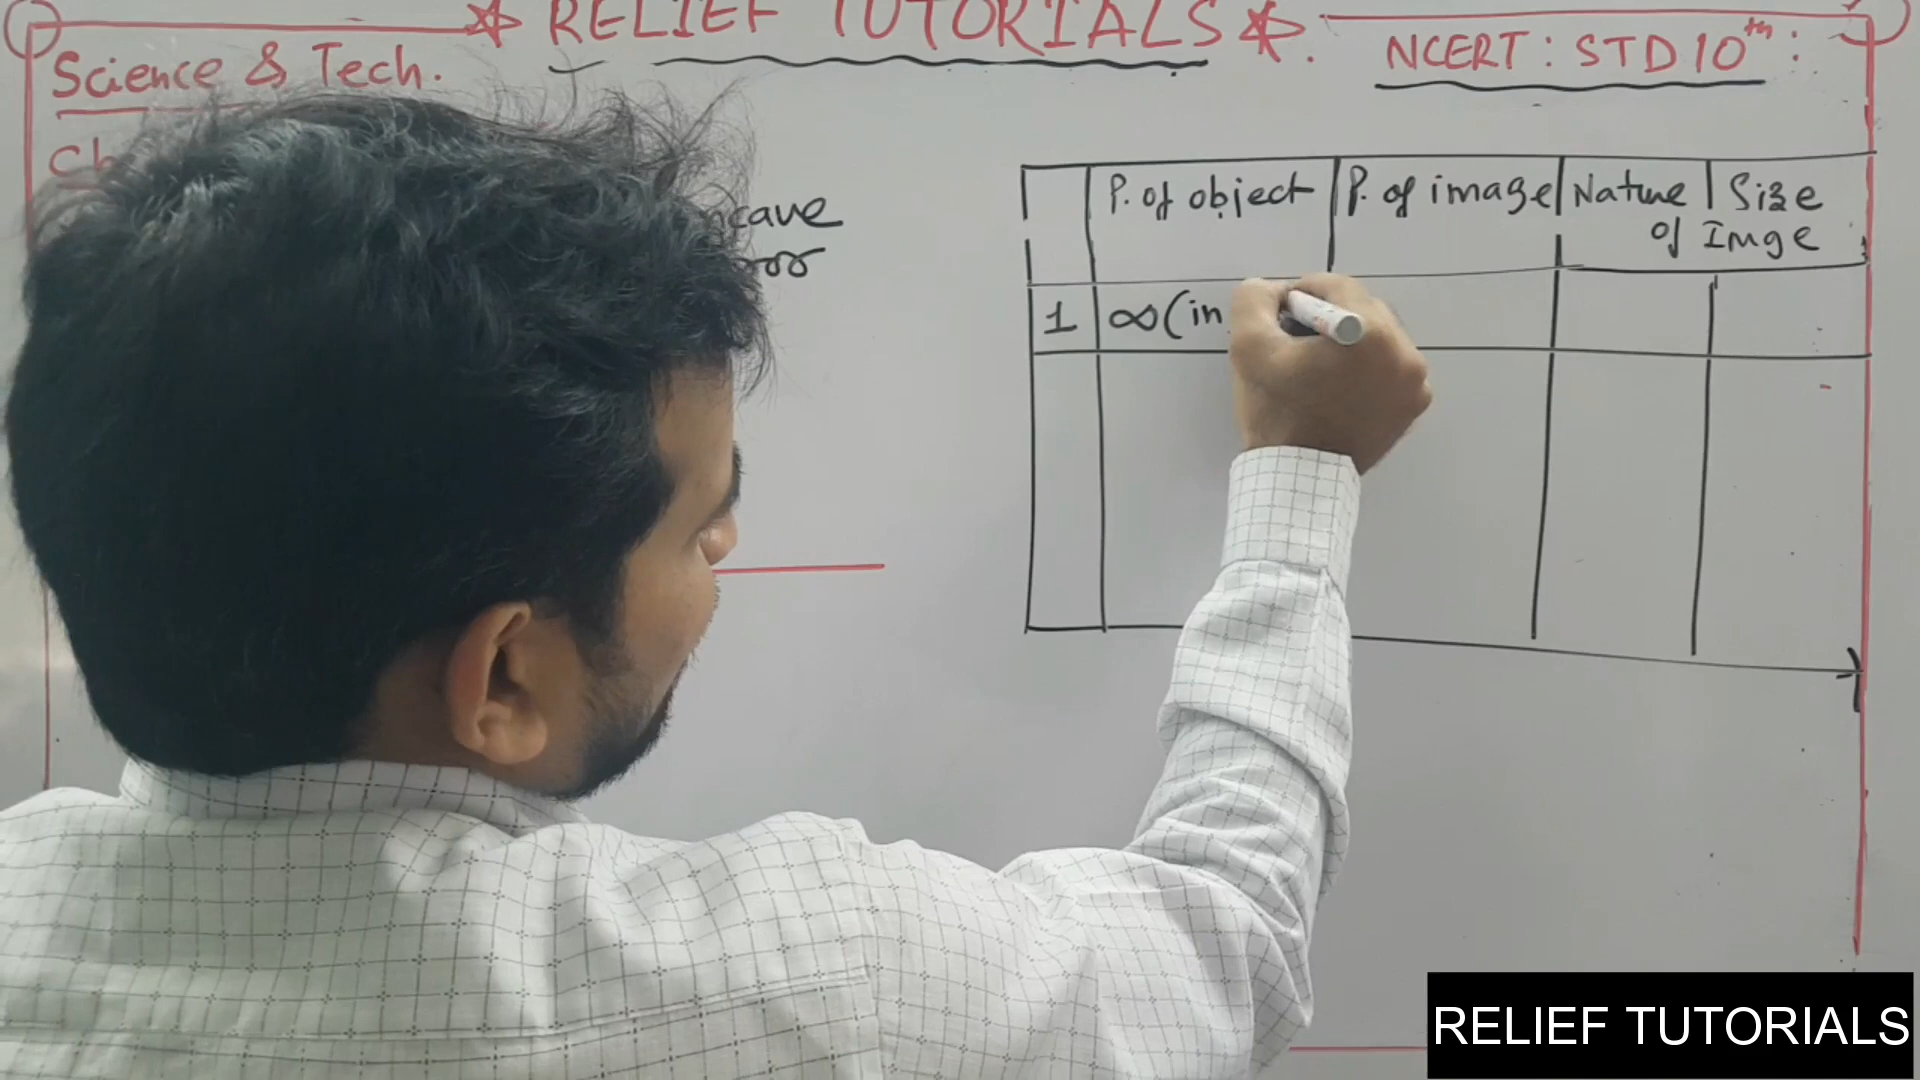 ☆ RELIEF TUTORIALS ☆.
NCERT : STD 10th :
Science & Tech.
P. of object P. of image Nature Size
of Imge
1 ∞(in
RELIEF TUTORIALS